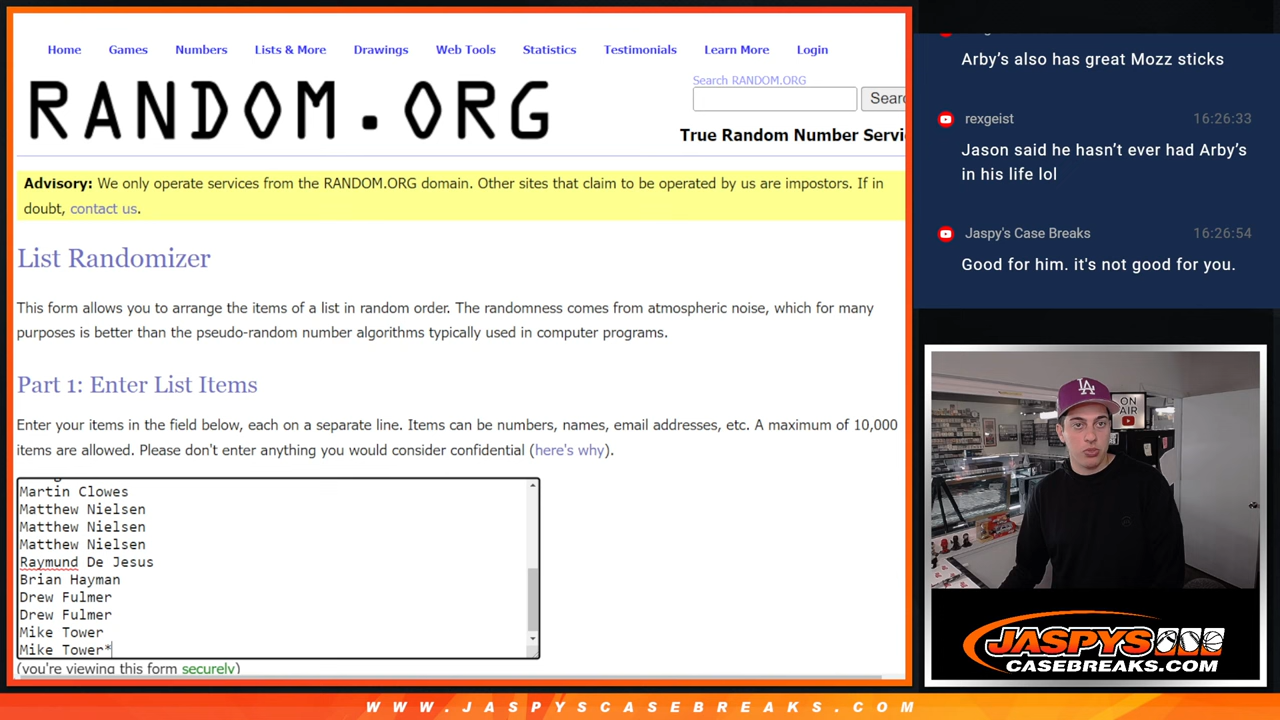 Home Games Numbers Lists & More Drawings Web Tools Statistics Testimonials Learn More Login
RANDOM.ORG
Search RANDOM.ORG
Searc
True Random Number Servi
Advisory: We only operate services from the RANDOM.ORG domain. Other sites that claim to be operated by us are impostors. If in
doubt, contact us.
List Randomizer
This form allows you to arrange the items of a list in random order. The randomness comes from atmospheric noise, which for many
purposes is better than the pseudo-random number algorithms typically used in computer programs.
Part 1: Enter List Items
Enter your items in the field below, each on a separate line. Items can be numbers, names, email addresses, etc. A maximum of 10,000
items are allowed. Please don't enter anything you would consider confidential (here's why).
Martin Clowes
Matthew Nielsen
Matthew Nielsen
Matthew Nielsen
Raymund De Jesus
Brian Hayman
Drew Fulmer
Drew Fulmer
Mike Tower
Mike Tower*
(you're viewing this form securely)
Arby's also has great Mozz sticks
rexgeist 16:26:33
Jason said he hasn't ever had Arby's
in his life lol
Jaspy's Case Breaks 16:26:54
Good for him. it's not good for you.
LA
ON
AIR
JASPYS
CASEBREAKS.COM
WWW.JASPYSCASEBREAKS.COM